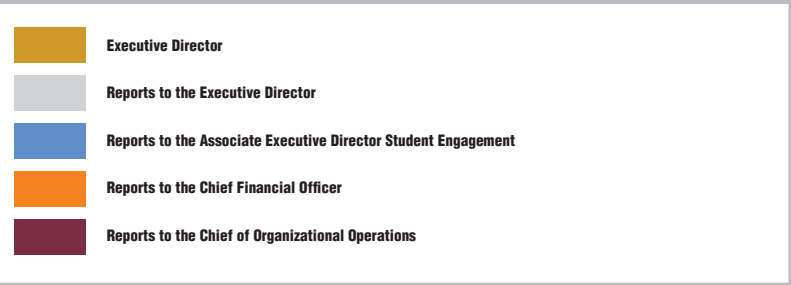 Executive Director
Reports to the Executive Director
Reports to the Associate Executive Director Student Engagement
Reports to the Chief Financial Officer
Reports to the Chief of Organizational Operations